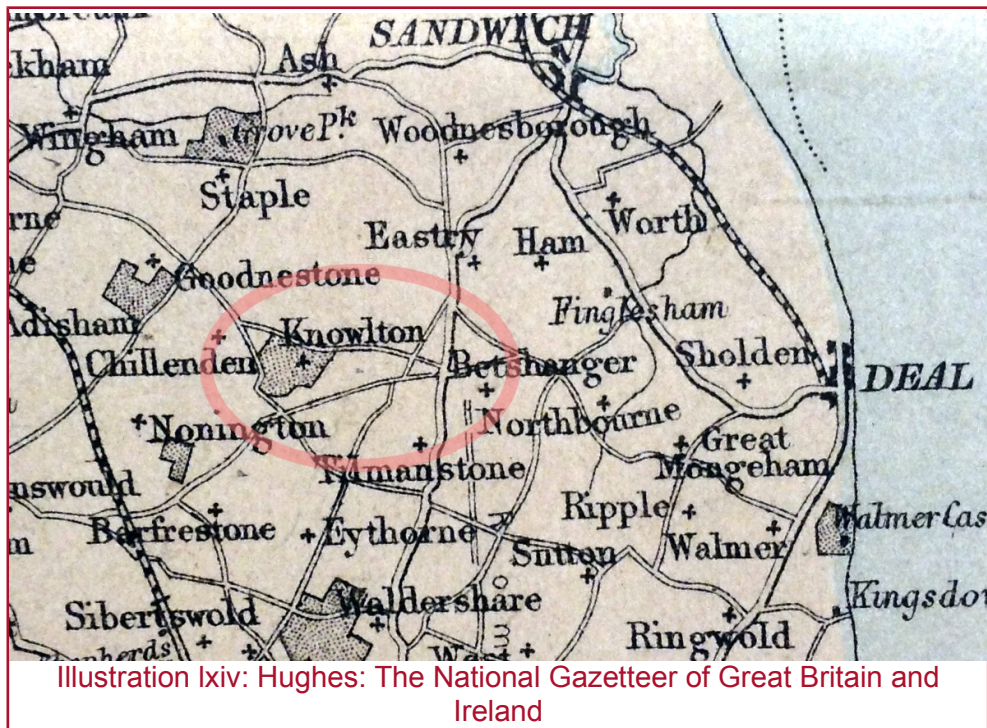 SANDWICH
Ash
Wingham
Grove P.k
Woodnesborough
Staple
Worth
Eastry
Ham
Goodnestone
Finglesham
Adisham
Knowlton
Chillenden
Betshanger
Sholden
DEAL
Northbourne
Nonington
Great
Mongeham
Tilmanstone
Ripple
Walmer Cas
Barfrestone
Eythorne
Sutton
Walmer
Waldershare
Kingsdo
Sibertswold
Ringwold
West
Illustration lxiv: Hughes: The National Gazetteer of Great Britain and
Ireland